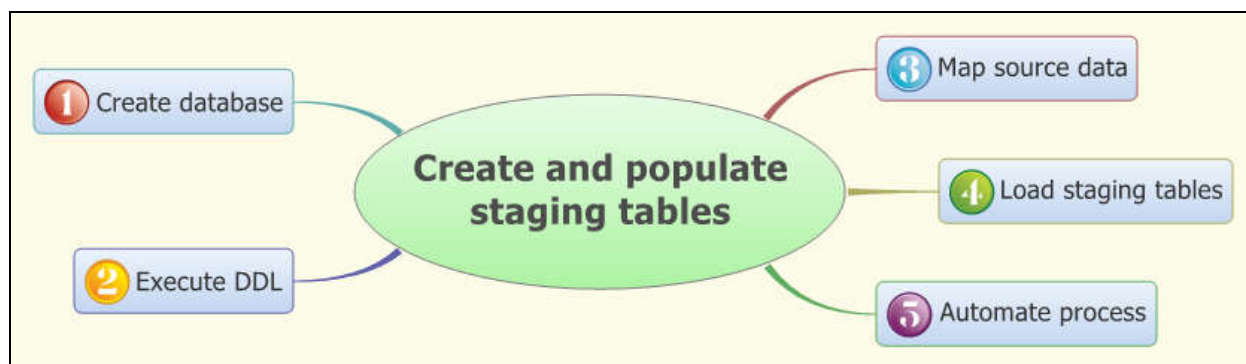 1 Create database
2 Execute DDL
Create and populate
staging tables
3 Map source data
4 Load staging tables
5 Automate process